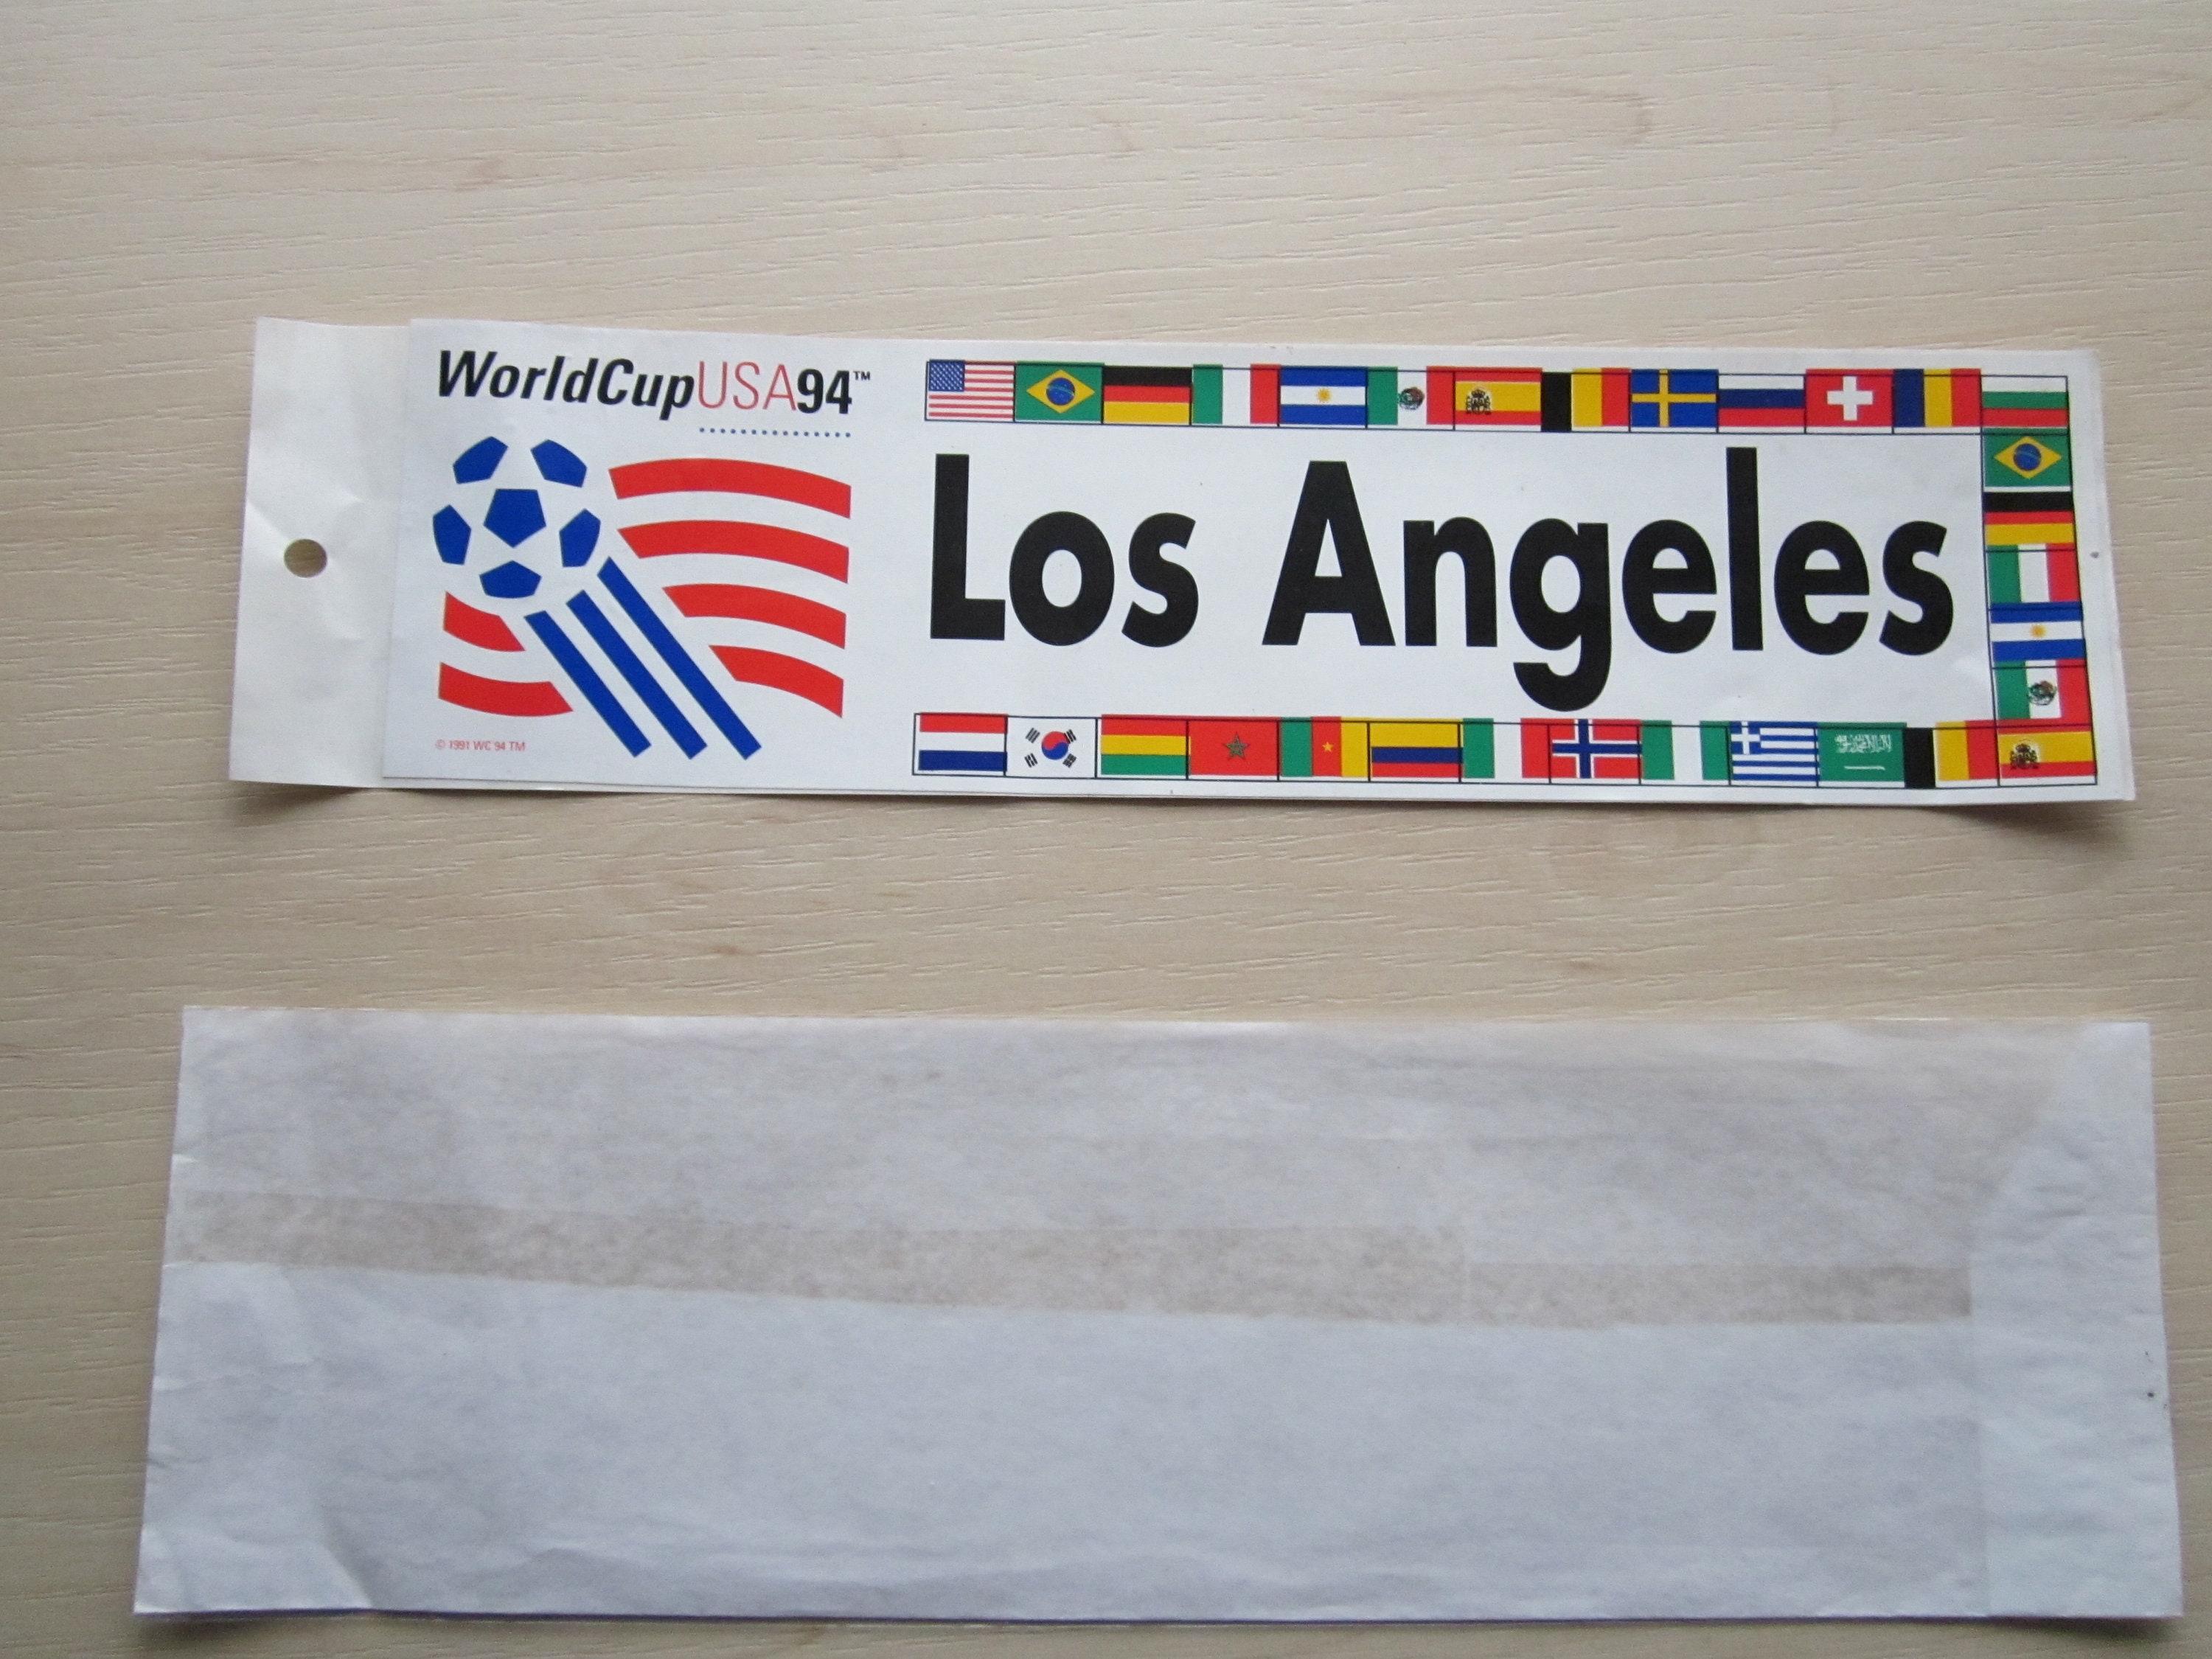 WorldCupUSA94™
Los Angeles
© 1991 WC '94 TM